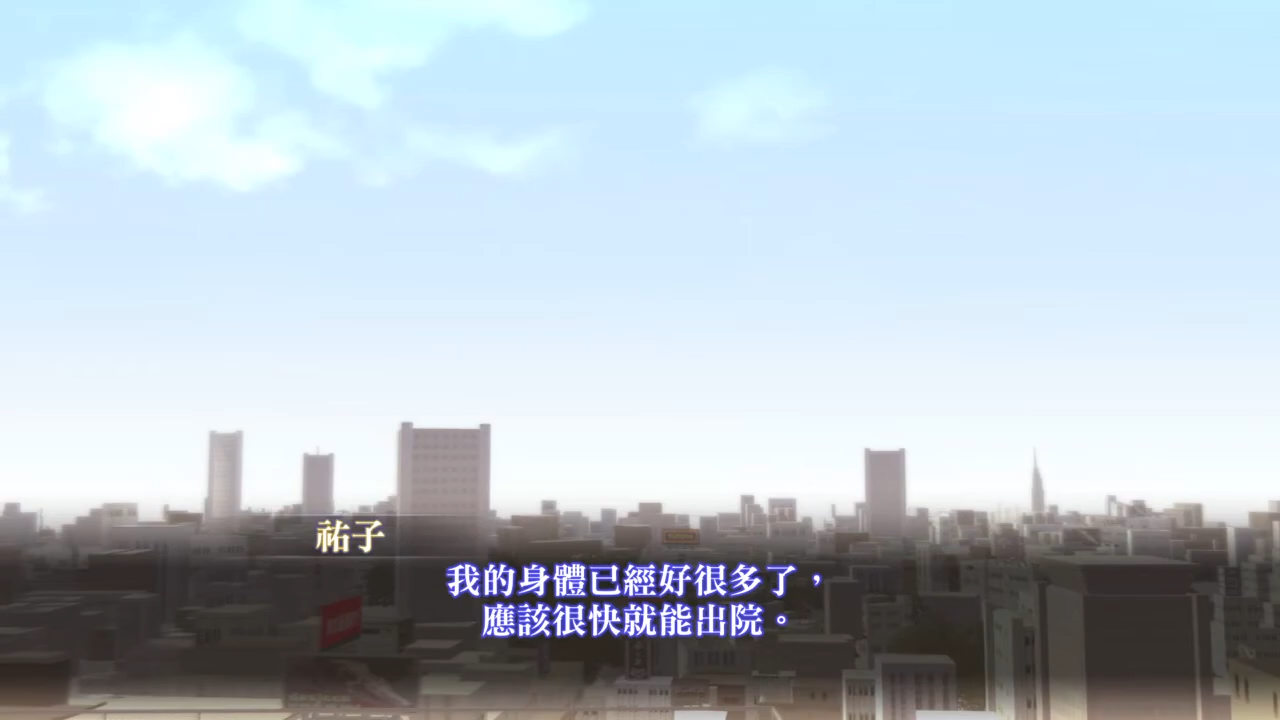 祐子
我的身體已經好很多了，
應該很快就能出院。